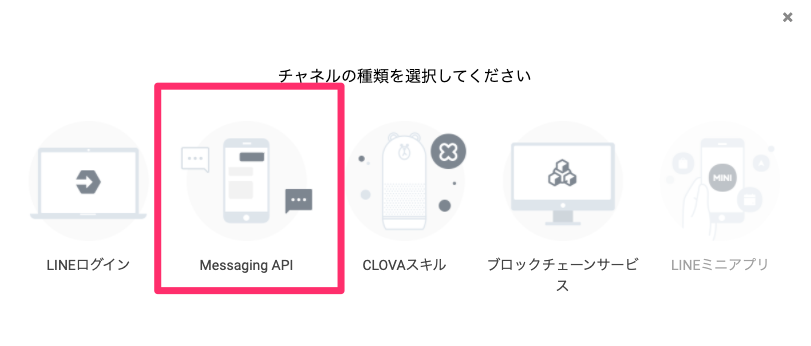 チャネルの種類を選択してください
MINI
LINEログイン
Messaging API
CLOVAスキル
ブロックチェーンサービ
ス
LINEミニアプリ